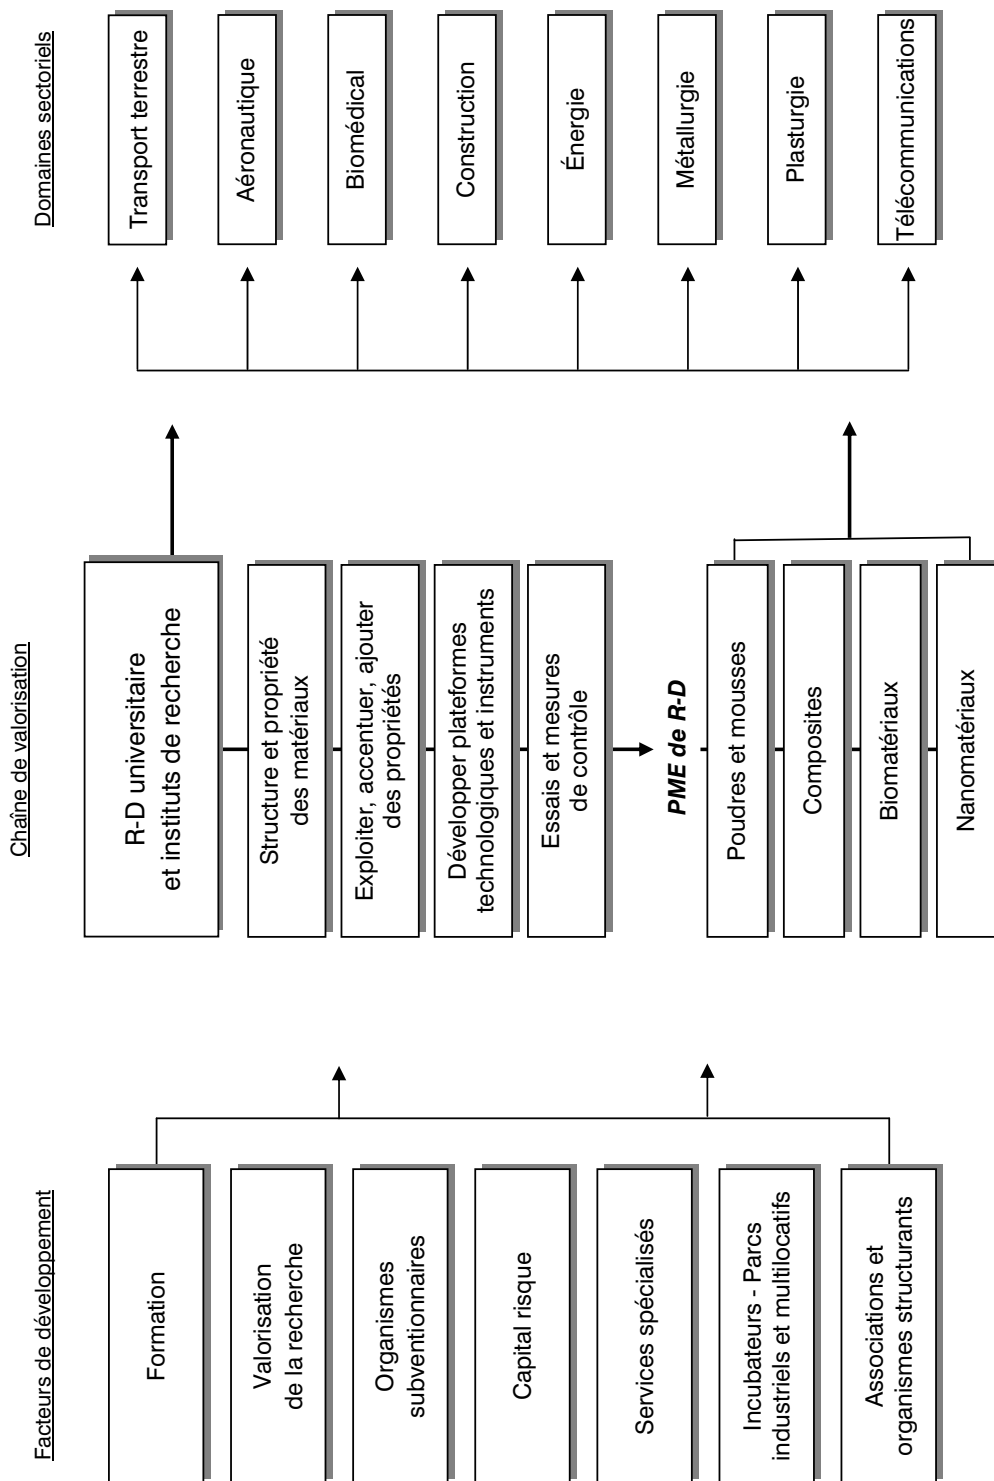 Facteurs de développement
Formation
Valorisation
de la recherche
Organismes
subventionnaires
Capital risque
Services spécialisés
Incubateurs - Parcs
industriels et multilocatifs
Associations et
organismes structurants
Chaîne de valorisation
R-D universitaire
et instituts de recherche
Structure et propriété
des matériaux
Exploiter, accentuer, ajouter
des propriétés
Développer plateformes
technologiques et instruments
Essais et mesures
de contrôle
PME de R-D
Poudres et mousses
Composites
Biomatériaux
Nanomatériaux
Domaines sectoriels
Transport terrestre
Aéronautique
Biomédical
Construction
Énergie
Métallurgie
Plasturgie
Télécommunications